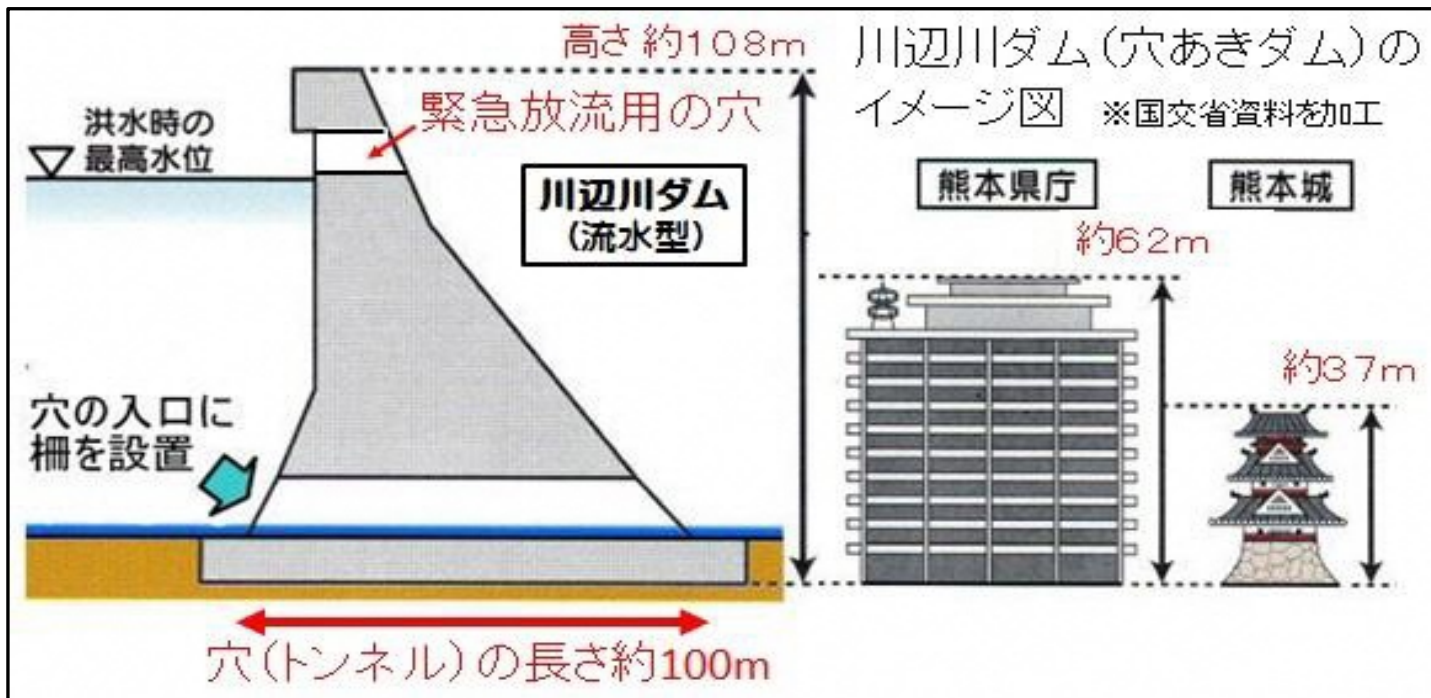 高さ約108m
川辺川ダム(穴あきダム)の
イメージ図 ※国交省資料を加工
緊急放流用の穴
洪水時の
最高水位
川辺川ダム
(流水型)
熊本県庁
熊本城
約62m
約37m
穴の入口に
柵を設置
穴(トンネル)の長さ約100m